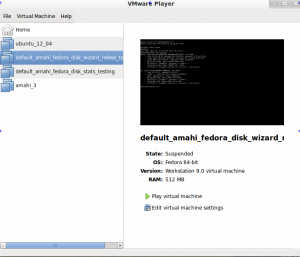 VMware Player
File Virtual Machine Help
Home
ubuntu_12_04
default_amahi_fedora_disk_wizard_relese_te
default_amahi_fedora_disk_stats_testing
amahi_3
default_amahi_fedora_disk_wizard_r
State: Suspended
OS: Fedora 64-bit
Version: Workstation 9.0 virtual machine
RAM: 512 MB
Play virtual machine
Edit virtual machine settings